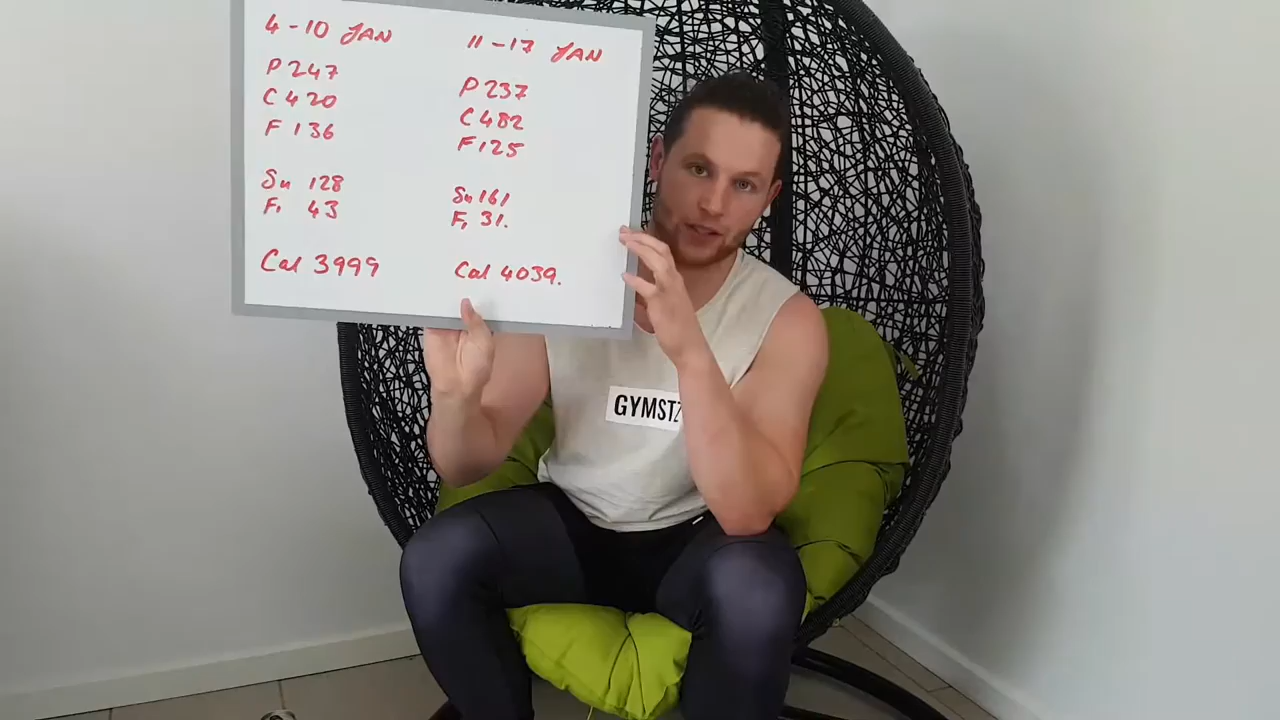 4-10 JAN
P 247
C 420
F 136
Su 128
Fi 43
Cal 3999
11-17 JAN
P 237
C 482
F 125
Su 161
Fi 31.
Cal 4039.
GYMSTZ